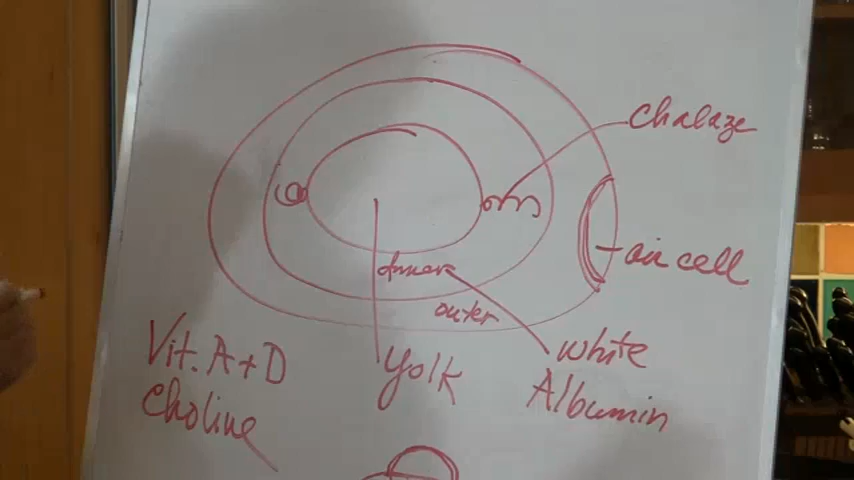 Chalaze
air cell
Inner
outer
White
Albumin
Yolk
Vit. A + D
Choline